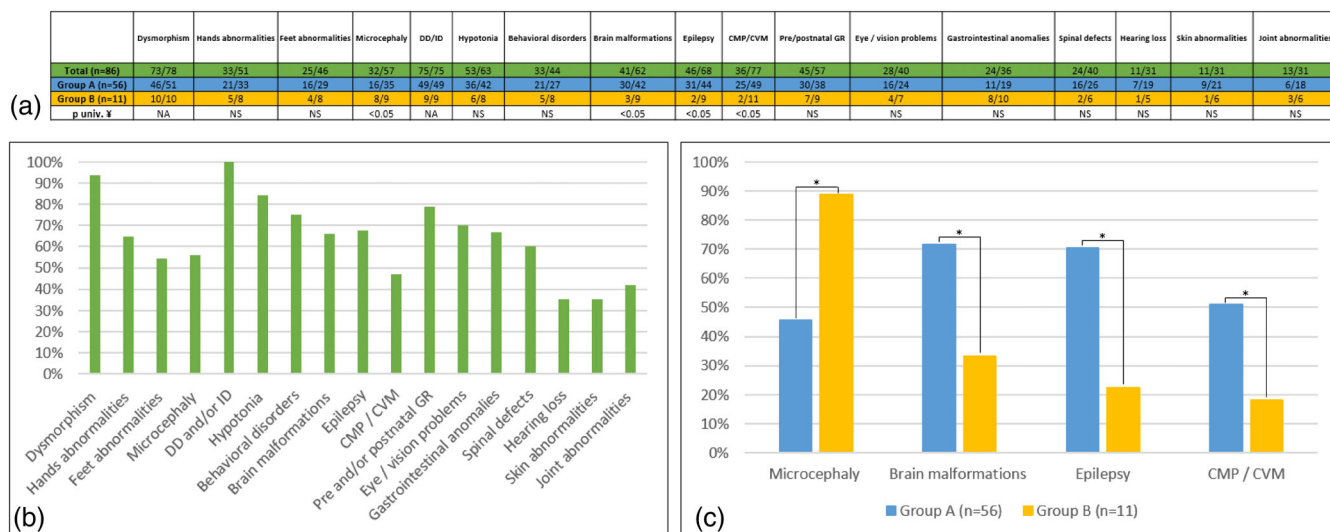 Dysmorphism Hands abnormalities Feet abnormalities Microcephaly DD/ID Hypotonia Behavioral disorders Brain malformations Epilepsy CMP/CVM Pre/postnatal GR Eye / vision problems Gastrointestinal anomalies Spinal defects Hearing loss Skin abnormalities Joint abnormalities
Total (n=86) 73/78 33/51 25/46 32/57 75/75 53/63 33/44 41/62 46/68 36/77 45/57 28/40 24/36 24/40 11/31 11/31 13/31
Group A (n=56) 46/51 21/33 16/29 16/35 49/49 36/42 21/27 30/42 31/44 25/49 30/38 16/24 11/19 16/26 7/19 9/21 6/18
Group B (n=11) 10/10 5/8 4/8 8/9 9/9 6/8 5/8 3/9 2/9 2/11 7/9 4/7 8/10 2/6 1/5 1/6 3/6
p univ. ¥ NA NS NS <0.05 NA NS NS <0.05 <0.05 <0.05 NS NS NS NS NS NS NS
(a)
100%
90%
80%
70%
60%
50%
40%
30%
20%
10%
0%
Dysmorphism
Hands abnormalities
Feet abnormalities
Microcephaly
DD and/or ID
Hypotonia
Behavioral disorders
Brain malformations
Epilepsy
CMP / CVM
Pre and/or postnatal GR
Eye / vision problems
Gastrointestinal anomalies
Spinal defects
Hearing loss
Skin abnormalities
Joint abnormalities
(b)
100%
90%
80%
70%
60%
50%
40%
30%
20%
10%
0%
* * * *
Microcephaly Brain malformations Epilepsy CMP / CVM
Group A (n=56) Group B (n=11)
(c)